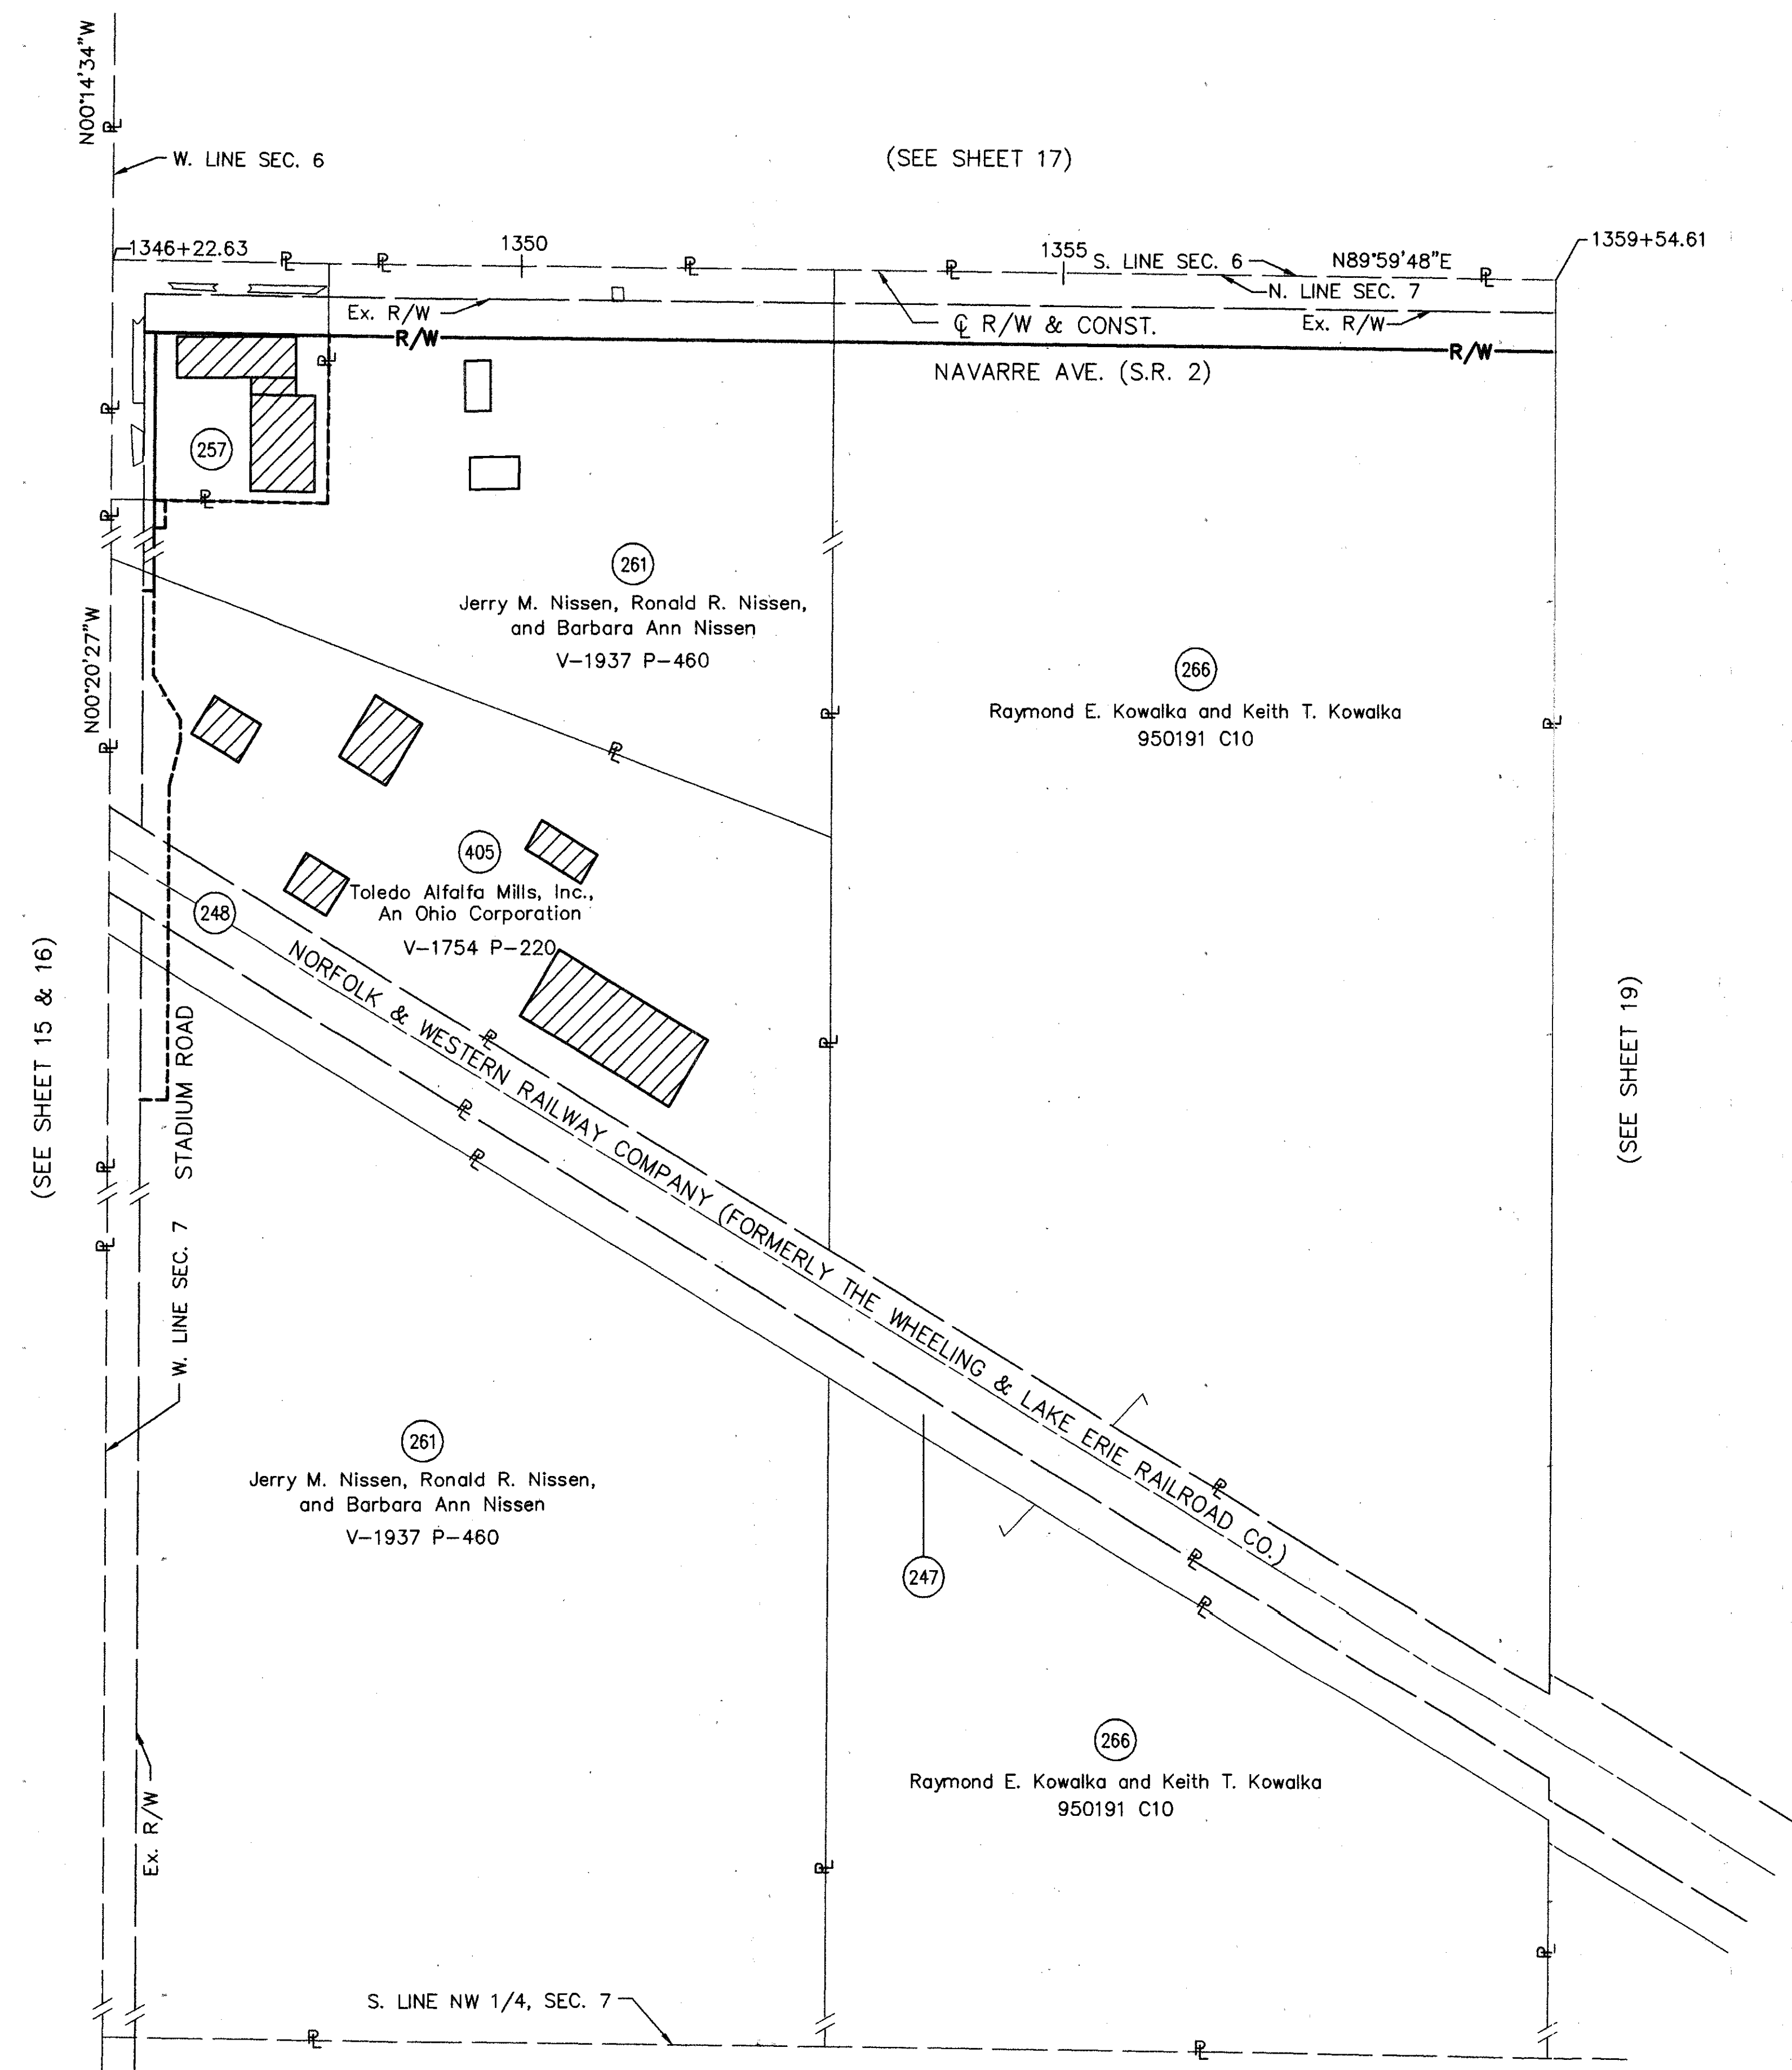 N00°14'34"W
W. LINE SEC. 6
(SEE SHEET 17)
1346+22.63
1350
1355
S. LINE SEC. 6
N89°59'48"E
1359+54.61
N. LINE SEC. 7
Ex. R/W
R/W
℄ R/W & CONST.
Ex. R/W
R/W
NAVARRE AVE. (S.R. 2)
257
261
Jerry M. Nissen, Ronald R. Nissen,
and Barbara Ann Nissen
V-1937 P-460
N00°20'27"W
266
Raymond E. Kowalka and Keith T. Kowalka
950191 C10
405
Toledo Alfalfa Mills, Inc.,
An Ohio Corporation
V-1754 P-220
248
NORFOLK & WESTERN RAILWAY COMPANY (FORMERLY THE WHEELING & LAKE ERIE RAILROAD CO.)
(SEE SHEET 15 & 16)
STADIUM ROAD
W. LINE SEC. 7
(SEE SHEET 19)
261
Jerry M. Nissen, Ronald R. Nissen,
and Barbara Ann Nissen
V-1937 P-460
247
266
Raymond E. Kowalka and Keith T. Kowalka
950191 C10
Ex. R/W
S. LINE NW 1/4, SEC. 7